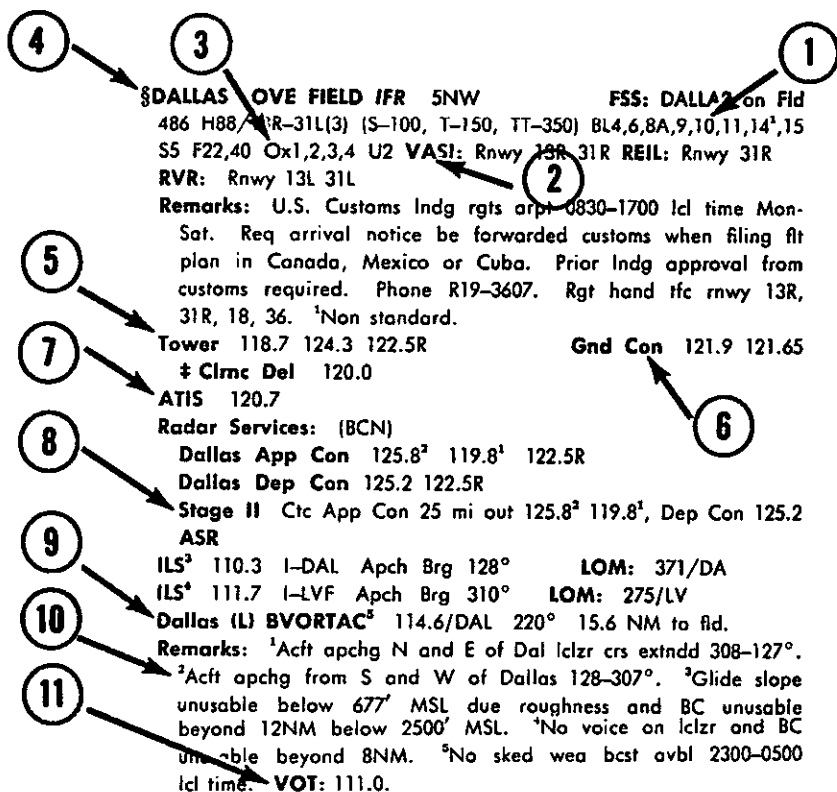 4 3 1
§DALLAS OVE FIELD IFR 5NW FSS: on Fld
486 (S–100, T–150, TT–350) BL4,6,8A,9,10,11,14¹,15
S5 F22,40 Ox1,2,3,4 U2 VASI: Rnwy 13R 31R REIL: Rnwy 31R
2
RVR: Rnwy 13L 31L
Remarks: U.S. Customs lndg rgts arpt 0830–1700 lcl time Mon-
Sat. Req arrival notice be forwarded customs when filing flt
5
plan in Canada, Mexico or Cuba. Prior lndg approval from
customs required. Phone R19–3607. Rgt hand tfc rnwy 13R,
31R, 18, 36. ¹Non standard.
Tower 118.7 124.3 122.5R Gnd Con 121.9 121.65
7
‡ Clrnc Del 120.0
ATIS 120.7
6
Radar Services: (BCN)
8
Dallas App Con 125.8² 119.8¹ 122.5R
Dallas Dep Con 125.2 122.5R
Stage II Ctc App Con 25 mi out 125.8² 119.8¹, Dep Con 125.2
ASR
9
ILS³ 110.3 I–DAL Apch Brg 128° LOM: 371/DA
ILS⁴ 111.7 I–LVF Apch Brg 310° LOM: 275/LV
10
Dallas (L) BVORTAC⁵ 114.6/DAL 220° 15.6 NM to fld.
Remarks: ¹Acft apchg N and E of Dal lclzr crs extndd 308–127°.
²Acft apchg from S and W of Dallas 128–307°. ³Glide slope
11
unusable below 677′ MSL due roughness and BC unusable
beyond 12NM below 2500′ MSL. ⁴No voice on lclzr and BC
beyond 8NM. ⁵No sked wea bcst avbl 2300–0500
lcl time. VOT: 111.0.